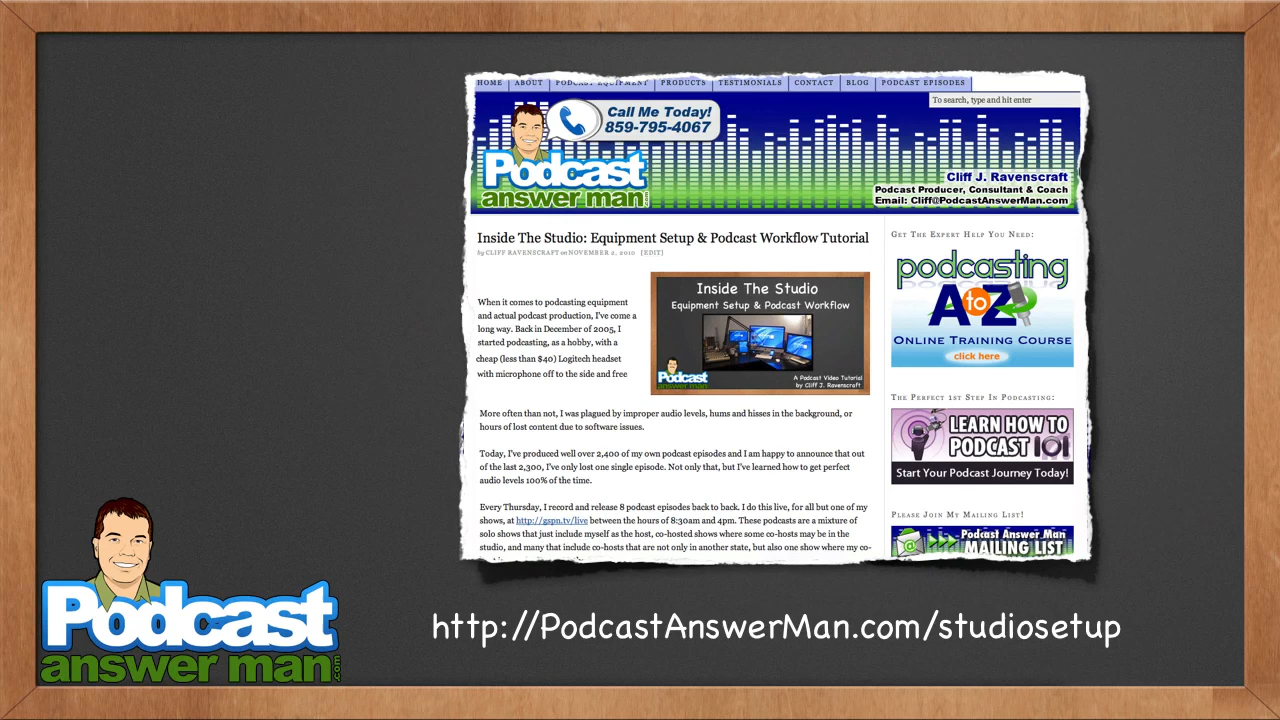 HOME ABOUT PODCAST EQUIPMENT PRODUCTS TESTIMONIALS CONTACT BLOG PODCAST EPISODES
To search, type and hit enter
Call Me Today!
859-795-4067
Podcast
answer man.com
Cliff J. Ravenscraft
Podcast Producer, Consultant & Coach
Email: Cliff@PodcastAnswerMan.com
Inside The Studio: Equipment Setup & Podcast Workflow Tutorial
by CLIFF RAVENSCRAFT on NOVEMBER 2, 2010 [EDIT]
When it comes to podcasting equipment
and actual podcast production, I've come a
long way. Back in December of 2005, I
started podcasting, as a hobby, with a
cheap (less than $40) Logitech headset
with microphone off to the side and free
Inside The Studio
Equipment Setup & Podcast Workflow
Podcast
answer man
A Podcast Video Tutorial
by Cliff J. Ravenscraft
More often than not, I was plagued by improper audio levels, hums and hisses in the background, or
hours of lost content due to software issues.
Today, I've produced well over 2,400 of my own podcast episodes and I am happy to announce that out
of the last 2,300, I've only lost one single episode. Not only that, but I've learned how to get perfect
audio levels 100% of the time.
Every Thursday, I record and release 8 podcast episodes back to back. I do this live, for all but one of my
shows, at http://gspn.tv/live between the hours of 8:30am and 4pm. These podcasts are a mixture of
solo shows that just include myself as the host, co-hosted shows where some co-hosts may be in the
studio, and many that include co-hosts that are not only in another state, but also one show where my co-
GET THE EXPERT HELP YOU NEED:
podcasting
A to Z
ONLINE TRAINING COURSE
click here
THE PERFECT 1ST STEP IN PODCASTING:
LEARN HOW TO
PODCAST 101
Start Your Podcast Journey Today!
PLEASE JOIN MY MAILING LIST!
Podcast Answer Man
MAILING LIST
Podcast
answer man.com
http://PodcastAnswerMan.com/studiosetup